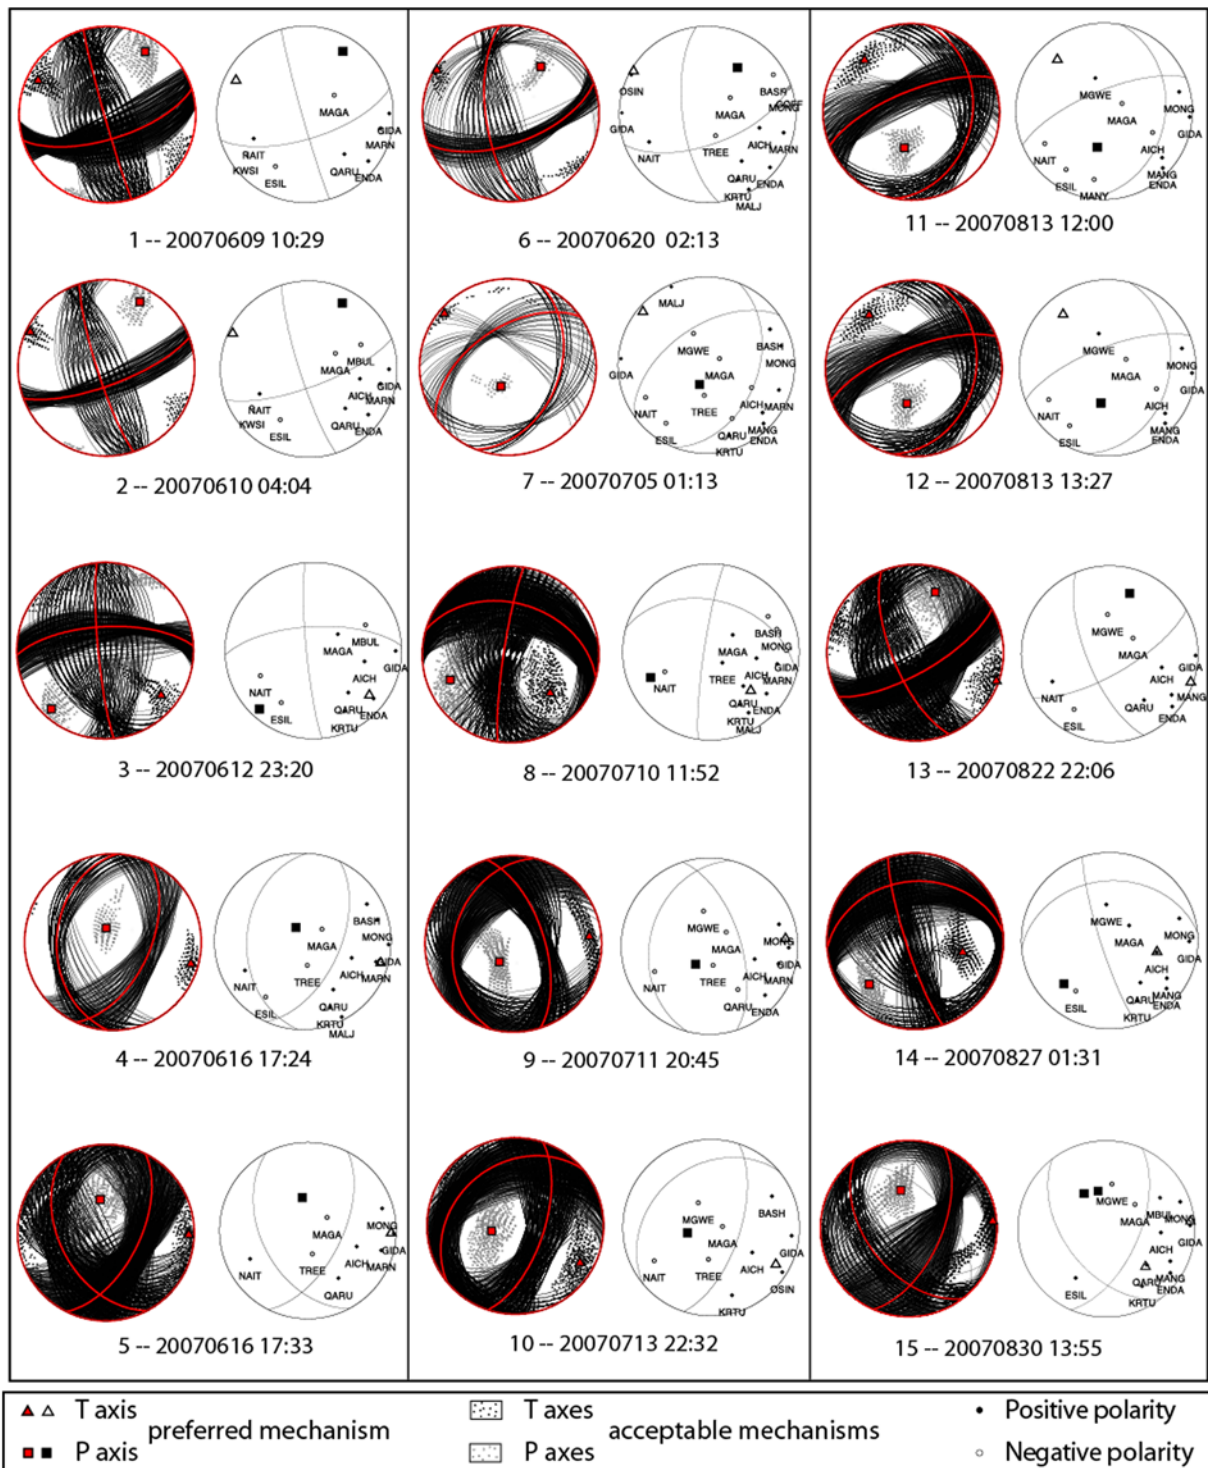 MAGA
GIDA
MARN
NAIT
KWSI
ESIL
QARU
ENDA
1 -- 20070609 10:29
MBUL
MAGA
GIDA
AICH
MARN
NAIT
KWSI
ESIL
QARU
ENDA
2 -- 20070610 04:04
MBUL
MAGA
GIDA
AICH
NAIT
ESIL
QARU
ENDA
KRTU
3 -- 20070612 23:20
BASH
MAGA
MONG
GIDA
AICH
MARN
NAIT
TREE
ESIL
QARU
KRTU
MALJ
4 -- 20070616 17:24
MAGA
MONG
GIDA
AICH
MARN
NAIT
TREE
QARU
5 -- 20070616 17:33
OSIN
BASH
GOFF
MONG
MAGA
GIDA
AICH
MARN
NAIT
TREE
QARU
ENDA
KRTU
MALJ
6 -- 20070620 02:13
MALJ
MGWE
BASH
MONG
GIDA
MAGA
TREE
AICH
MARN
NAIT
ESIL
QARU
MANG
ENDA
KRTU
7 -- 20070705 01:13
BASH
MONG
MAGA
GIDA
AICH
TREE
MARN
NAIT
QARU
ENDA
KRTU
MALJ
8 -- 20070710 11:52
MGWE
MAGA
MONG
GIDA
AICH
MARN
NAIT
TREE
QARU
ENDA
9 -- 20070711 20:45
BASH
MGWE
MAGA
GIDA
AICH
NAIT
TREE
OSIN
KRTU
10 -- 20070713 22:32
MGWE
MONG
MAGA
GIDA
AICH
NAIT
ESIL
MANG
ENDA
MANY
11 -- 20070813 12:00
MGWE
MONG
MAGA
GIDA
AICH
NAIT
ESIL
MANG
ENDA
12 -- 20070813 13:27
MGWE
MAGA
GIDA
AICH
MANG
NAIT
ESIL
QARU
ENDA
13 -- 20070822 22:06
MGWE
MAGA
MONG
GIDA
AICH
ESIL
QARU
MANG
ENDA
KRTU
14 -- 20070827 01:31
MGWE
MBUL
MAGA
MONG
GIDA
AICH
ESIL
QARU
MANG
ENDA
KRTU
15 -- 20070830 13:55
T axis
P axis
preferred mechanism
T axes
P axes
acceptable mechanisms
Positive polarity
Negative polarity